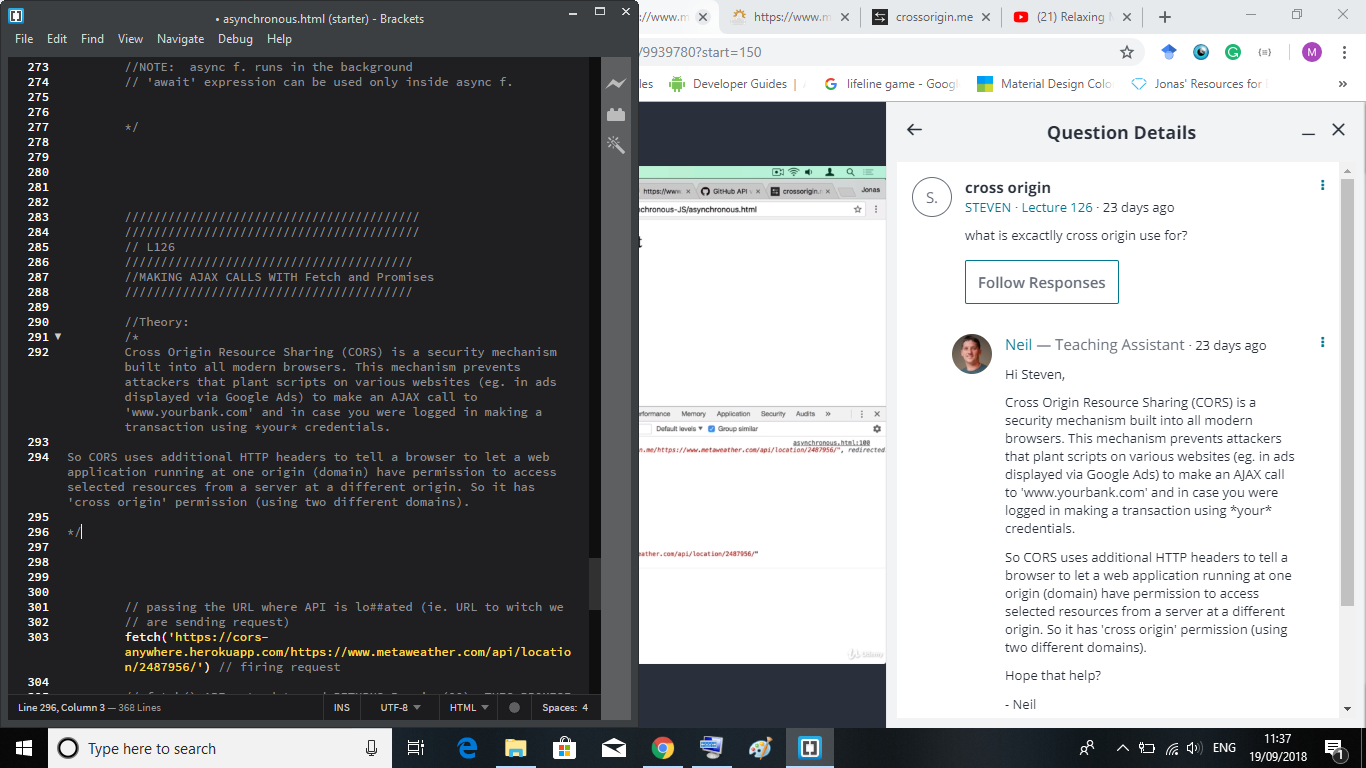 • asynchronous.html (starter) - Brackets
File Edit Find View Navigate Debug Help
273 //NOTE: async f. runs in the background
274 // 'await' expression can be used only inside async f.
275
276
277 */
278
279
280
281
282
283 /////////////////////////////////////////
284 /////////////////////////////////////////
285 // L126
286 ////////////////////////////////////////
287 //MAKING AJAX CALLS WITH Fetch and Promises
288 ////////////////////////////////////////
289
290 //Theory:
291 /*
292 Cross Origin Resource Sharing (CORS) is a security mechanism
built into all modern browsers. This mechanism prevents
attackers that plant scripts on various websites (eg. in ads
displayed via Google Ads) to make an AJAX call to
'www.yourbank.com' and in case you were logged in making a
transaction using *your* credentials.
293
294 So CORS uses additional HTTP headers to tell a browser to let a web
application running at one origin (domain) have permission to access
selected resources from a server at a different origin. So it has
'cross origin' permission (using two different domains).
295
296 */
297
298
299
300
301 // passing the URL where API is lo##ated (ie. URL to witch we
302 // are sending request)
303 fetch('https://cors-
anywhere.herokuapp.com/https://www.metaweather.com/api/locatio
n/2487956/') // firing request
304
Line 296, Column 3 — 368 Lines
INS UTF-8 HTML Spaces: 4
://www.m https://www.m crossorigin.me (21) Relaxing
/9939780?start=150
M
les Developer Guides | lifeline game - Googl Material Design Colo Jonas' Resources for »
https://www GitHub API crossorigin. Jonas
chronous-JS/asynchronous.html
t
formance Memory Application Security Audits »
Default levels Group similar
asynchronous.html:100
n.me/https://www.metaweather.com/api/location/2487956/", redirected
eather.com/api/location/2487956/"
Udemy
Question Details
S.
cross origin
STEVEN · Lecture 126 · 23 days ago
what is excactlly cross origin use for?
Follow Responses
Neil — Teaching Assistant · 23 days ago
Hi Steven,
Cross Origin Resource Sharing (CORS) is a
security mechanism built into all modern
browsers. This mechanism prevents attackers
that plant scripts on various websites (eg. in ads
displayed via Google Ads) to make an AJAX call
to 'www.yourbank.com' and in case you were
logged in making a transaction using *your*
credentials.
So CORS uses additional HTTP headers to tell a
browser to let a web application running at one
origin (domain) have permission to access
selected resources from a server at a different
origin. So it has 'cross origin' permission (using
two different domains).
Hope that help?
- Neil
Type here to search
ENG
11:37
19/09/2018
1